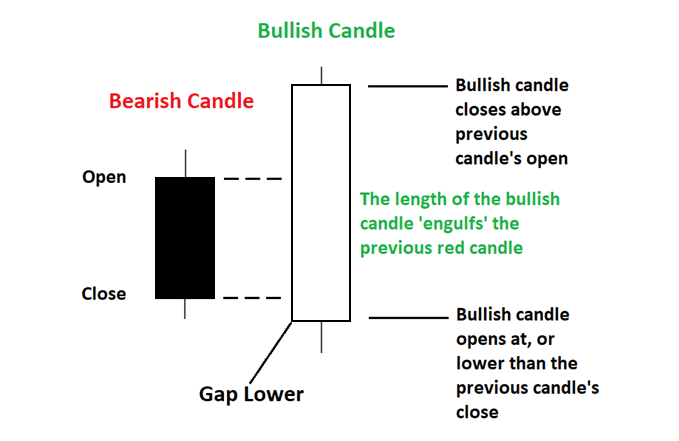 Bullish Candle
Bearish Candle
Bullish candle
closes above
previous
candle's open
Open
The length of the bullish
candle 'engulfs' the
previous red candle
Close
Bullish candle
opens at, or
lower than the
previous candle's
close
Gap Lower